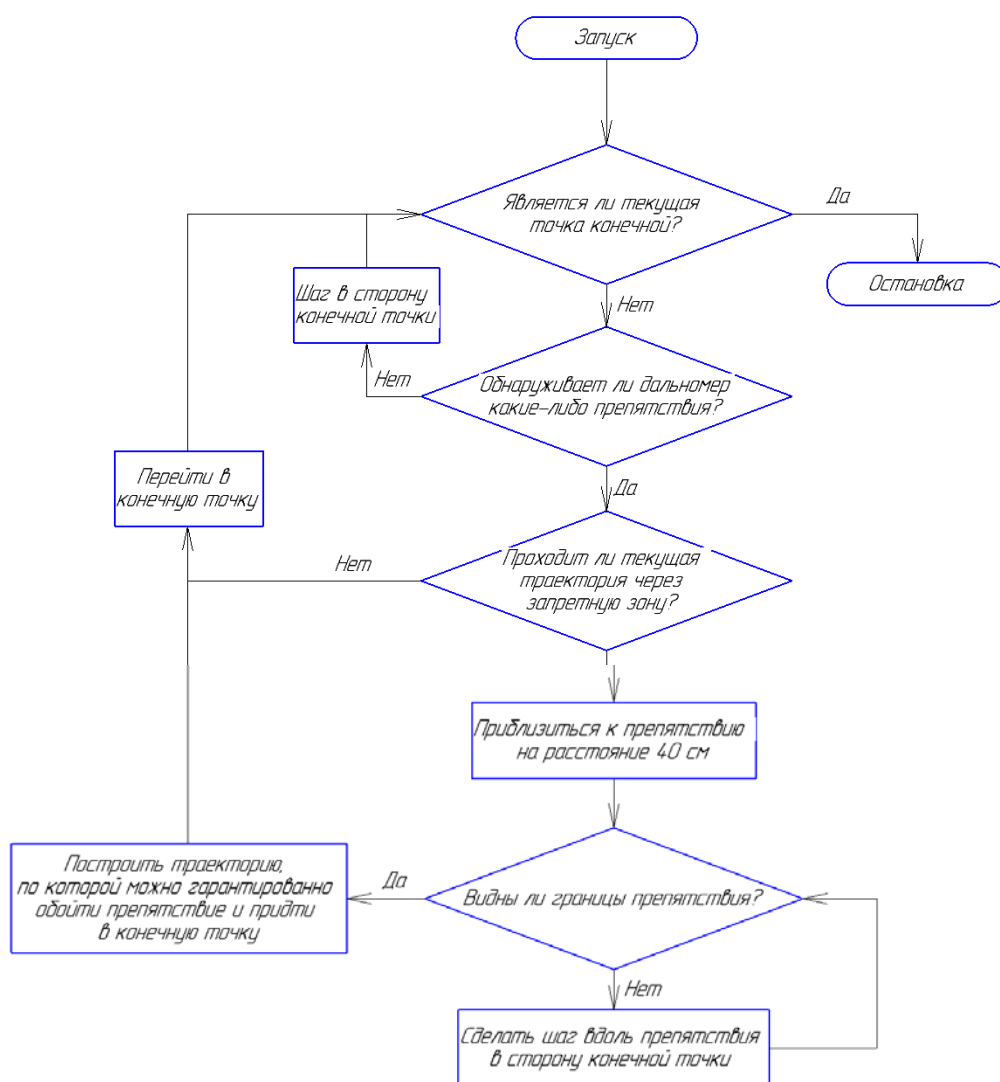 Запуск
Является ли текущая
точка конечной?
Да
Остановка
Шаг в сторону
конечной точки
Нет
Нет
Обнаруживает ли дальномер
какие-либо препятствия?
Перейти в
конечную точку
Да
Нет
Проходит ли текущая
траектория через
запретную зону?
Приблизиться к препятствию
на расстояние 40 см
Построить траекторию,
по которой можно гарантированно
обойти препятствие и придти
в конечную точку
Да
Видны ли границы препятствия?
Нет
Сделать шаг вдоль препятствия
в сторону конечной точки